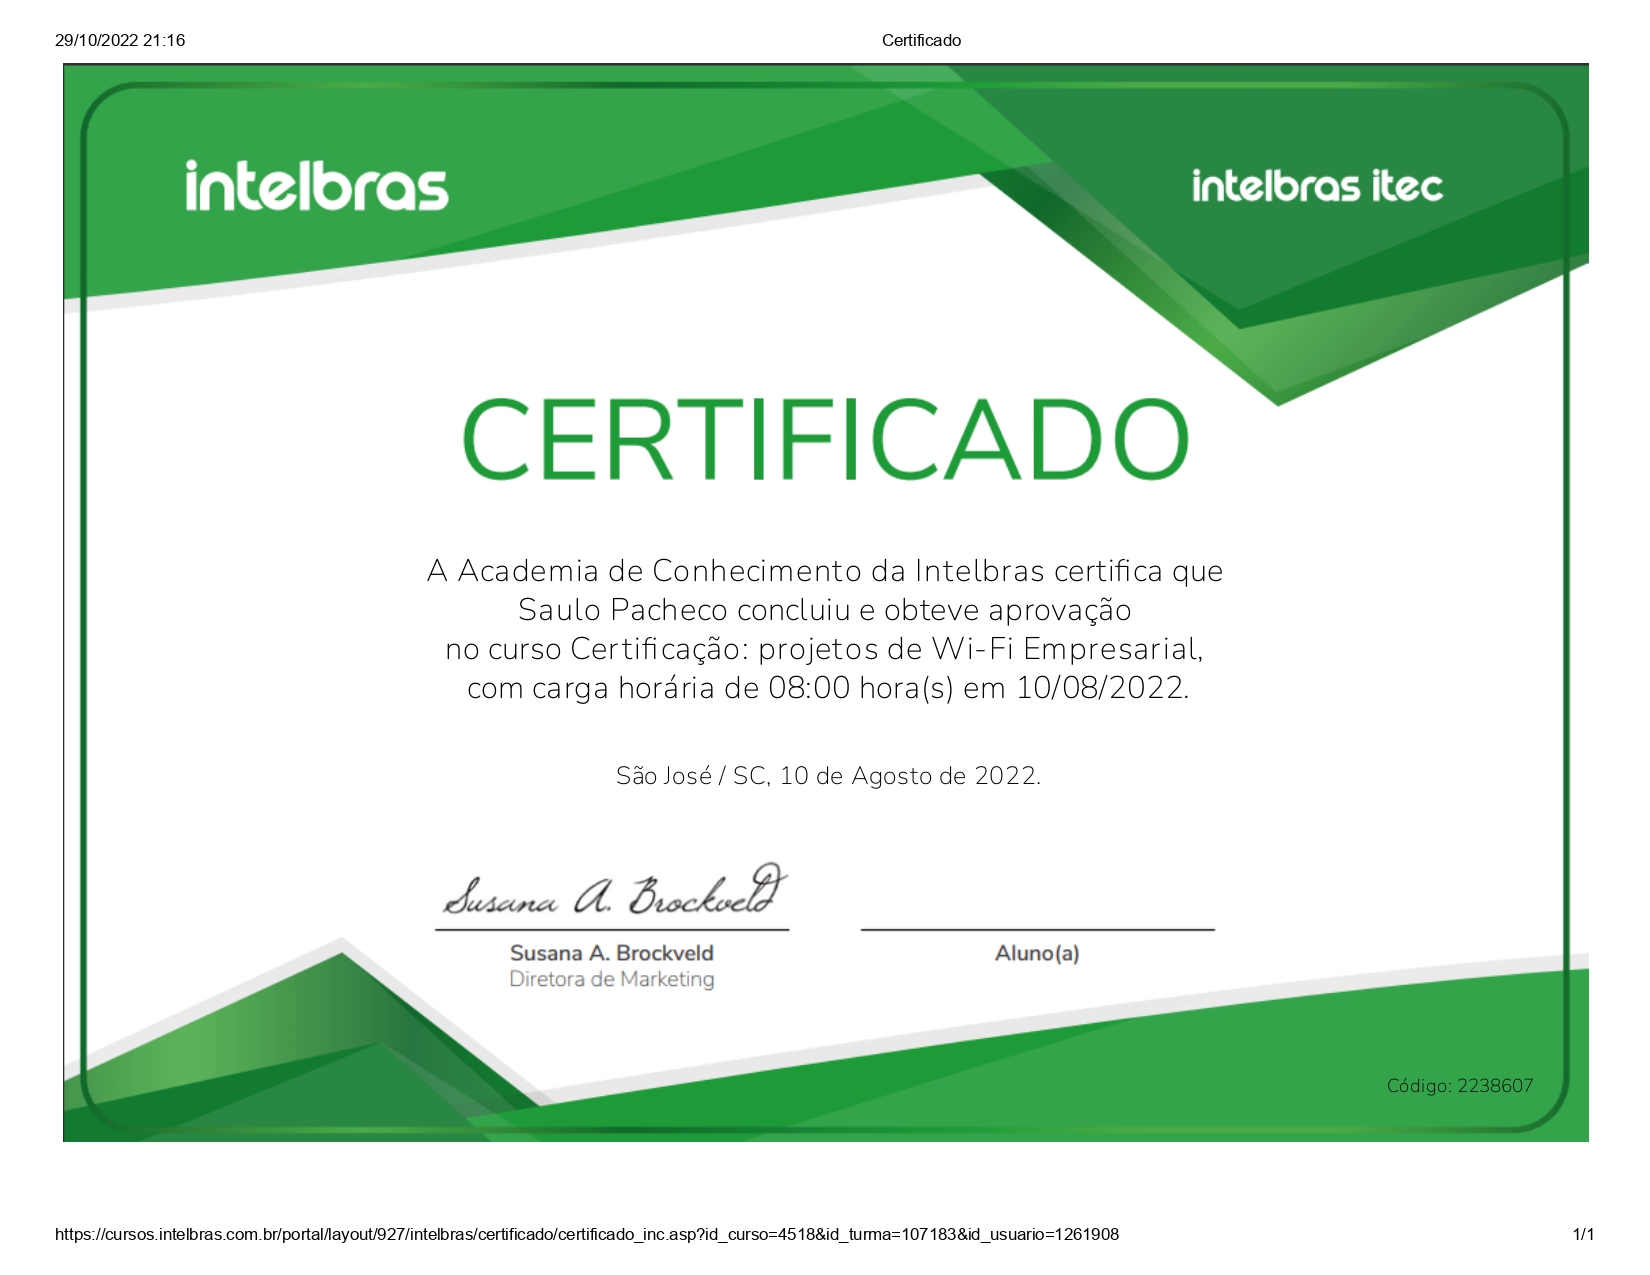 29/10/2022 21:16
Certificado
intelbras
intelbras itec
CERTIFICADO
A Academia de Conhecimento da Intelbras certifica que
Saulo Pacheco concluiu e obteve aprovação
no curso Certificação: projetos de Wi-Fi Empresarial,
com carga horária de 08:00 hora(s) em 10/08/2022.
São José / SC, 10 de Agosto de 2022.
Susana A. Brockveld
Susana A. Brockveld
Diretora de Marketing
Aluno(a)
Código: 2238607
https://cursos.intelbras.com.br/portal/layout/927/intelbras/certificado/certificado_inc.asp?id_curso=4518&id_turma=107183&id_usuario=1261908
1/1